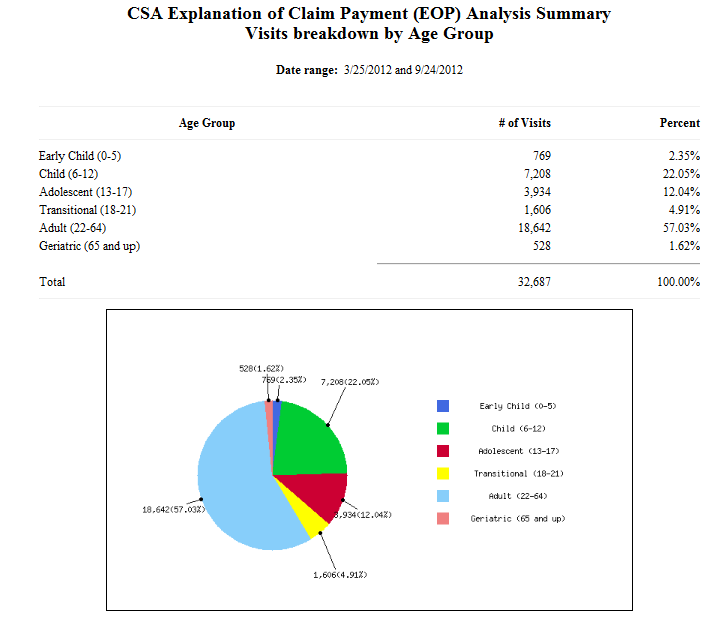 CSA Explanation of Claim Payment (EOP) Analysis Summary
Visits breakdown by Age Group
Date range: 3/25/2012 and 9/24/2012
Age Group # of Visits Percent
Early Child (0-5) 769 2.35%
Child (6-12) 7,208 22.05%
Adolescent (13-17) 3,934 12.04%
Transitional (18-21) 1,606 4.91%
Adult (22-64) 18,642 57.03%
Geriatric (65 and up) 528 1.62%
Total 32,687 100.00%
528(1.62%)
769(2.35%)
7,208(22.05%)
18,642(57.03%)
3,934(12.04%)
1,606(4.91%)
Early Child (0-5)
Child (6-12)
Adolescent (13-17)
Transitional (18-21)
Adult (22-64)
Geriatric (65 and up)